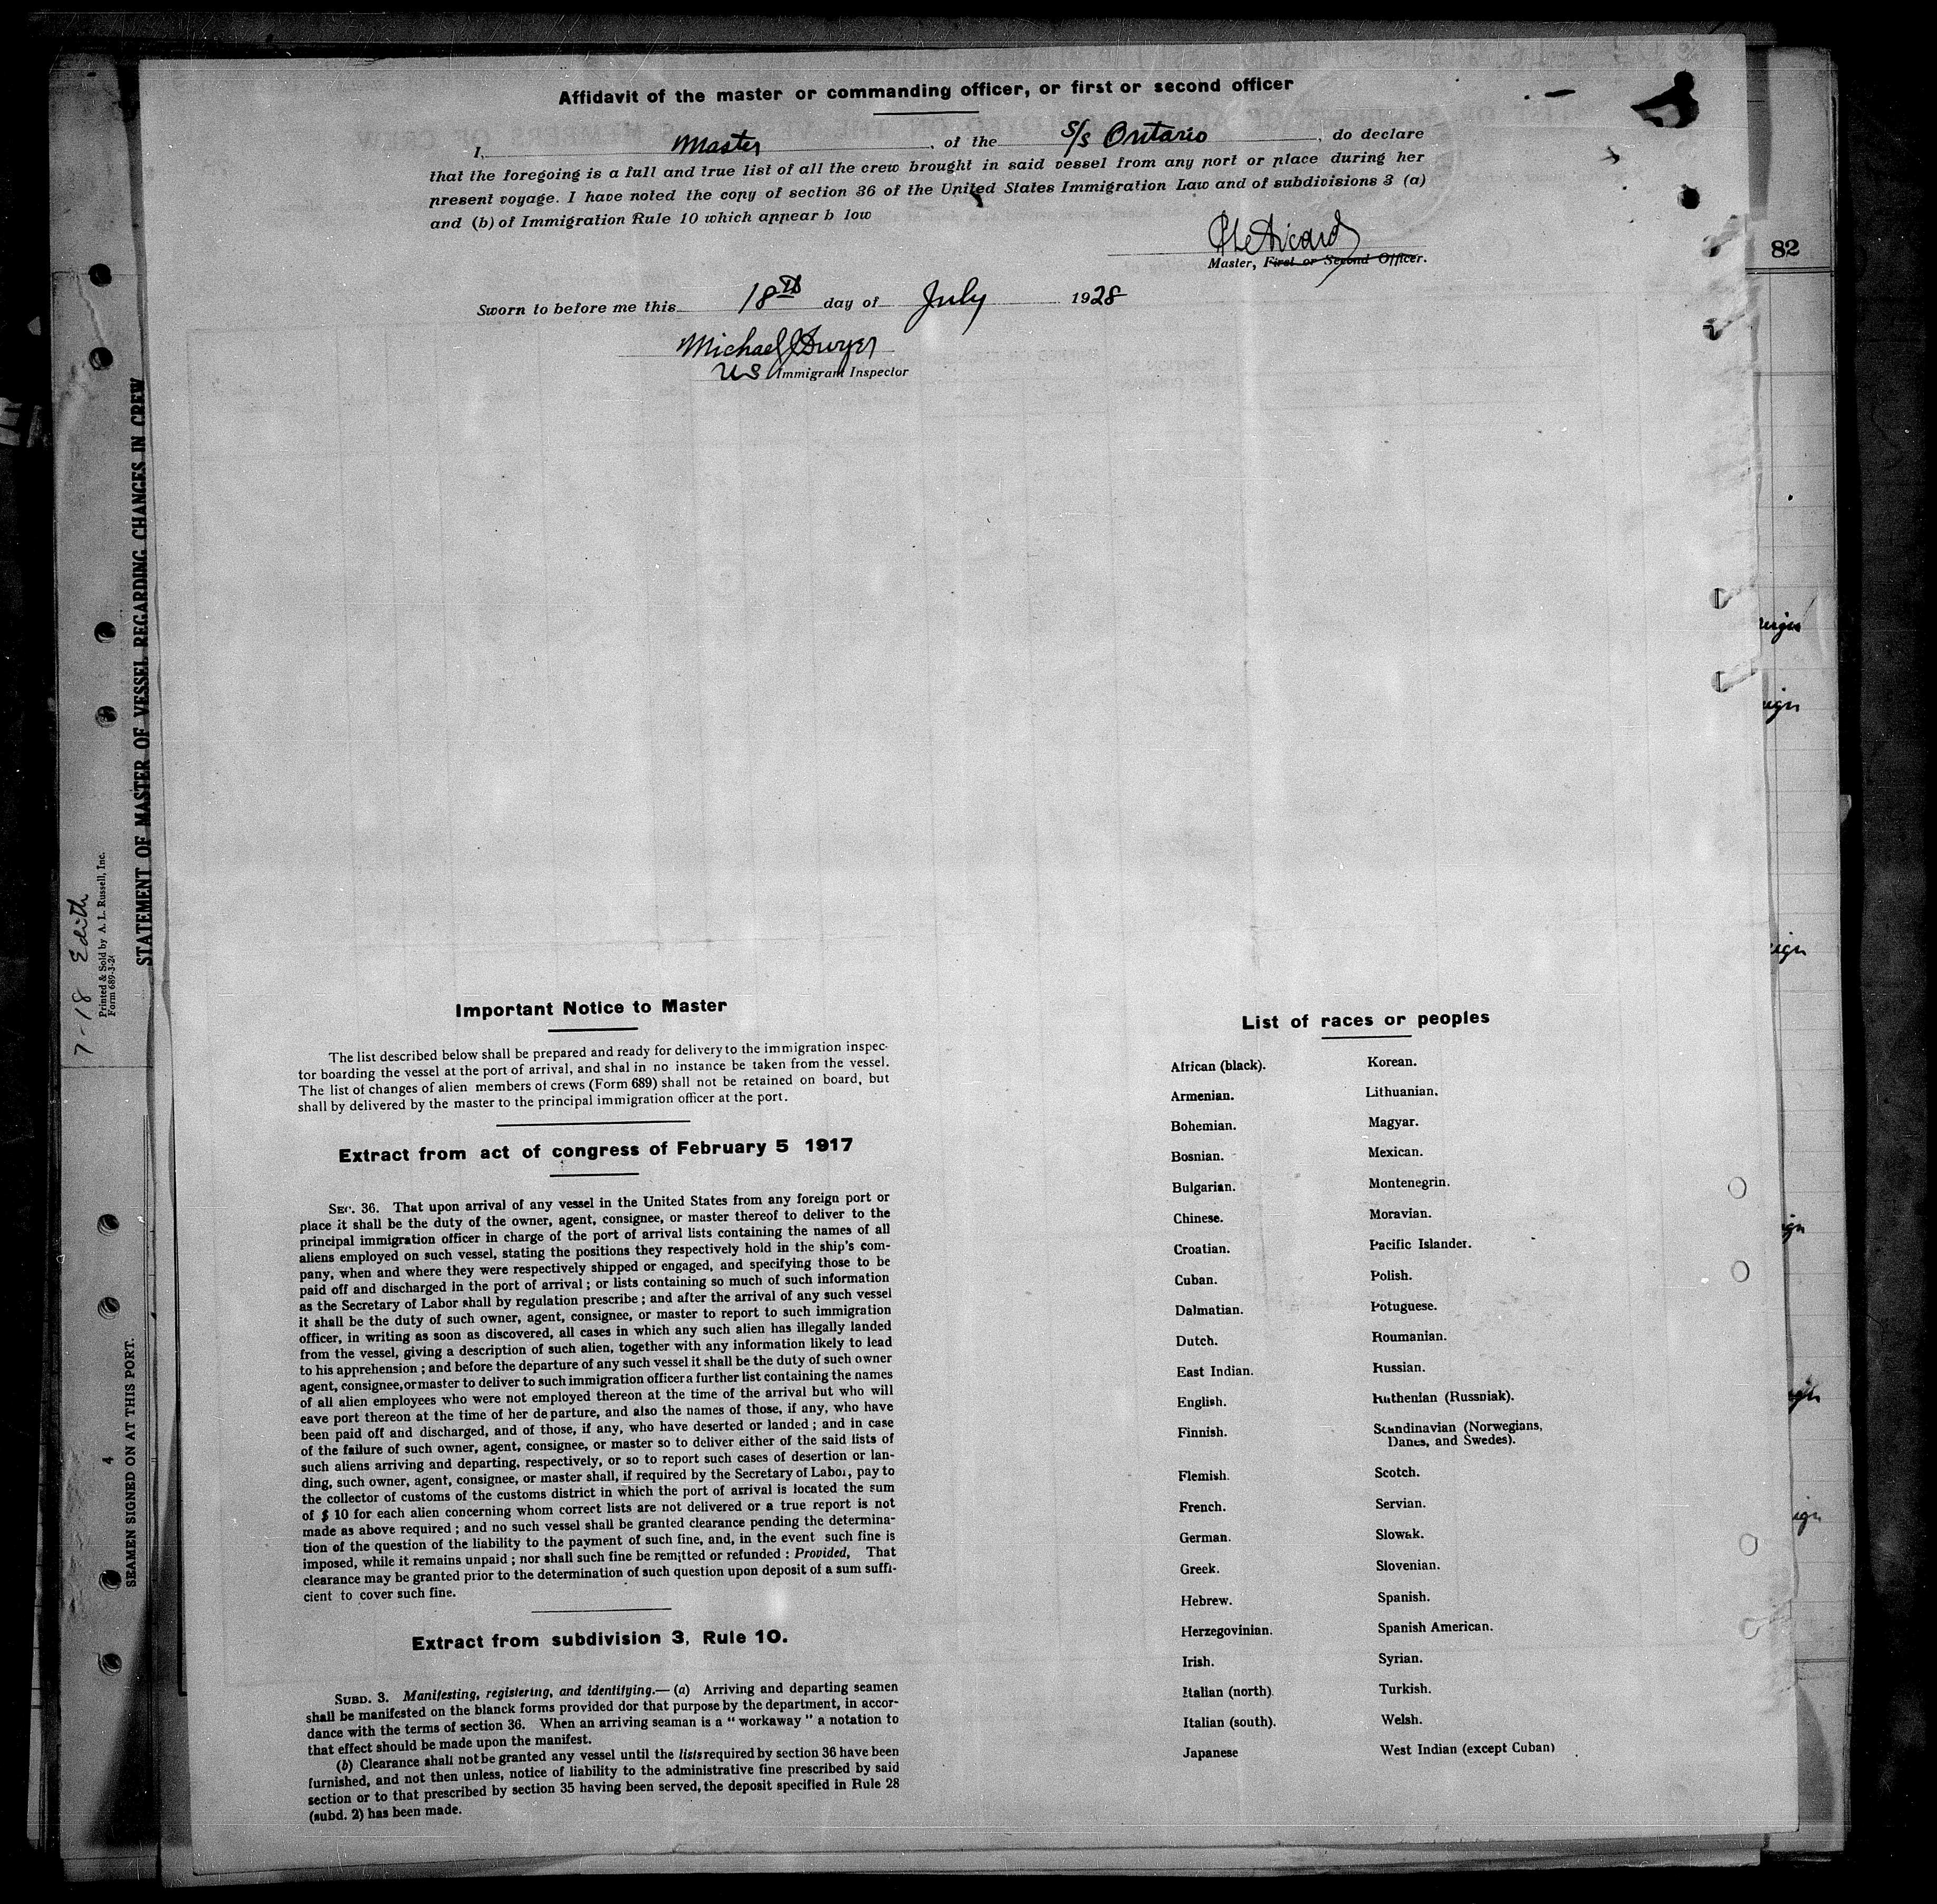 Affidavit of the master or commanding officer, or first or second officer
I, Master, of the S/S Ontario, do declare
that the foregoing is a full and true list of all the crew brought in said vessel from any port or place during her
present voyage. I have noted the copy of section 36 of the United States Immigration Law and of subdivisions 3 (a)
and (b) of Immigration Rule 10 which appear b low
Master, First or Second Officer.
Sworn to before me this 18th day of July 1928
Michael J Dwyer
US Immigrant Inspector
82
STATEMENT OF MASTER OF VESSEL REGARDING CHANGES IN CREW
7-18 Edith
Printed & Sold by A. L. Russell, Inc.
Form 689-3-2
4
SEAMEN SIGNED ON AT THIS PORT.
Important Notice to Master
The list described below shall be prepared and ready for delivery to the immigration inspec-
tor boarding the vessel at the port of arrival, and shal in no instance be taken from the vessel.
The list of changes of alien members of crews (Form 689) shall not be retained on board, but
shall by delivered by the master to the principal immigration officer at the port.
Extract from act of congress of February 5 1917
SEC. 36. That upon arrival of any vessel in the United States from any foreign port or
place it shall be the duty of the owner, agent, consignee, or master thereof to deliver to the
principal immigration officer in charge of the port of arrival lists containing the names of all
aliens employed on such vessel, stating the positions they respectively hold in the ship's com-
pany, when and where they were respectively shipped or engaged, and specifying those to be
paid off and discharged in the port of arrival ; or lists containing so much of such information
as the Secretary of Labor shall by regulation prescribe ; and after the arrival of any such vessel
it shall be the duty of such owner, agent, consignee, or master to report to such immigration
officer, in writing as soon as discovered, all cases in which any such alien has illegally landed
from the vessel, giving a description of such alien, together with any information likely to lead
to his apprehension ; and before the departure of any such vessel it shall be the duty of such owner
agent, consignee, or master to deliver to such immigration officer a further list containing the names
of all alien employees who were not employed thereon at the time of the arrival but who will
eave port thereon at the time of her departure, and also the names of those, if any, who have
been paid off and discharged, and of those, if any, who have deserted or landed ; and in case
of the failure of such owner, agent, consignee, or master so to deliver either of the said lists of
such aliens arriving and departing, respectively, or so to report such cases of desertion or lan-
ding, such owner, agent, consignee, or master shall, if required by the Secretary of Labor, pay to
the collector of customs of the customs district in which the port of arrival is located the sum
of $ 10 for each alien concerning whom correct lists are not delivered or a true report is not
made as above required ; and no such vessel shall be granted clearance pending the determina-
tion of the question of the liability to the payment of such fine, and, in the event such fine is
imposed, while it remains unpaid ; nor shall such fine be remitted or refunded : Provided, That
clearance may be granted prior to the determination of such question upon deposit of a sum suffi-
cient to cover such fine.
Extract from subdivision 3, Rule 10.
SUBD. 3. Manifesting, registering, and identifying.— (a) Arriving and departing seamen
shall be manifested on the blanck forms provided dor that purpose by the department, in accor-
dance with the terms of section 36. When an arriving seaman is a " workaway " a notation to
that effect should be made upon the manifest.
(b) Clearance shall not be granted any vessel until the lists required by section 36 have been
furnished, and not then unless, notice of liability to the administrative fine prescribed by said
section or to that prescribed by section 35 having been served, the deposit specified in Rule 28
(subd. 2) has been made.
List of races or peoples
African (black).
Armenian.
Bohemian.
Bosnian.
Bulgarian.
Chinese.
Croatian.
Cuban.
Dalmatian.
Dutch.
East Indian.
English.
Finnish.
Flemish.
French.
German.
Greek.
Hebrew.
Herzegovinian.
Irish.
Italian (north)
Italian (south).
Japanese
Korean.
Lithuanian.
Magyar.
Mexican.
Montenegrin.
Moravian.
Pacific Islander.
Polish.
Potuguese.
Roumanian.
Russian.
Ruthenian (Russniak).
Scandinavian (Norwegians,
Danes, and Swedes).
Scotch.
Servian.
Slowak.
Slovenian.
Spanish.
Spanish American.
Syrian.
Turkish.
Welsh.
West Indian (except Cuban)